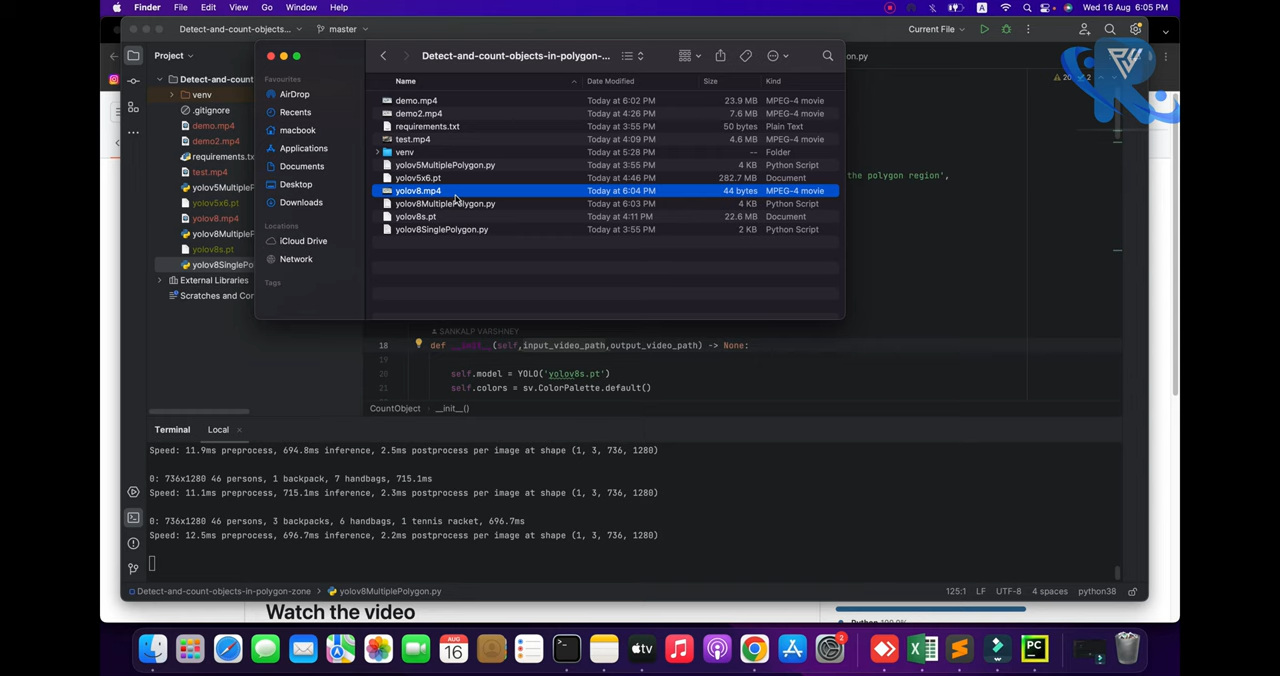 Finder File Edit View Go Window Help
A Wed 16 Aug 6:05 PM
Detect-and-count-objects... master Current File
Project
Detect-and-count
venv
.gitignore
demo.mp4
demo2.mp4
requirements.tx
test.mp4
yolov5Multiple
yolov5x6.pt
yolov8.mp4
yolov8Multiple
yolov8s.pt
yolov8SinglePo
External Libraries
Scratches and Con
Favourites
AirDrop
Recents
macbook
Applications
Documents
Desktop
Downloads
Locations
iCloud Drive
Network
Tags
Detect-and-count-objects-in-polygon-...
Name Date Modified Size Kind
demo.mp4 Today at 6:02 PM 23.9 MB MPEG-4 movie
demo2.mp4 Today at 4:26 PM 7.6 MB MPEG-4 movie
requirements.txt Today at 3:55 PM 50 bytes Plain Text
test.mp4 Today at 4:09 PM 4.6 MB MPEG-4 movie
venv Today at 5:28 PM -- Folder
yolov5MultiplePolygon.py Today at 3:55 PM 4 KB Python Script
yolov5x6.pt Today at 4:46 PM 282.7 MB Document
yolov8.mp4 Today at 6:04 PM 44 bytes MPEG-4 movie
yolov8MultiplePolygon.py Today at 6:03 PM 4 KB Python Script
yolov8s.pt Today at 4:11 PM 22.6 MB Document
yolov8SinglePolygon.py Today at 3:55 PM 2 KB Python Script
on.py
20 2
the polygon region',
SANKALP VARSHNEY
18 def __init__(self,input_video_path,output_video_path) -> None:
19
20 self.model = YOLO('yolov8s.pt')
21 self.colors = sv.ColorPalette.default()
CountObject __init__()
Terminal Local
Speed: 11.9ms preprocess, 694.8ms inference, 2.5ms postprocess per image at shape (1, 3, 736, 1280)
0: 736x1280 46 persons, 1 backpack, 7 handbags, 715.1ms
Speed: 11.1ms preprocess, 715.1ms inference, 2.3ms postprocess per image at shape (1, 3, 736, 1280)
0: 736x1280 46 persons, 3 backpacks, 6 handbags, 1 tennis racket, 696.7ms
Speed: 12.5ms preprocess, 696.7ms inference, 2.2ms postprocess per image at shape (1, 3, 736, 1280)
Detect-and-count-objects-in-polygon-zone yolov8MultiplePolygon.py 125:1 LF UTF-8 4 spaces python38
Watch the video
AUG
16
tv
2
PC